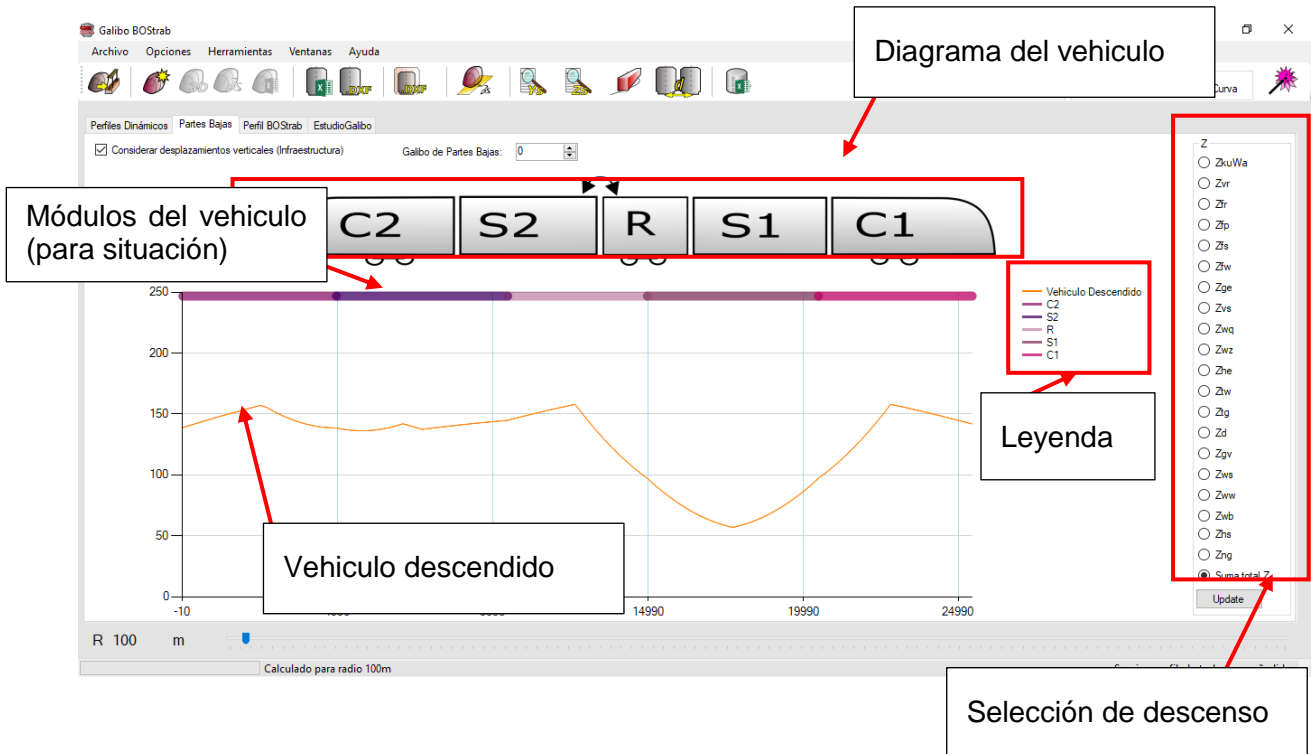 Galibo BOStrab
Archivo Opciones Herramientas Ventanas Ayuda
Diagrama del vehiculo
DXF DXF
Curva
Perfiles Dinámicos Partes Bajas Perfil BOStrab EstudioGalibo
Considerar desplazamientos verticales (Infraestructura) Galibo de Partes Bajas: 0
Módulos del vehiculo
(para situación)
C2 S2 R S1 C1
Z
ZkuWa
Zvr
Zfr
Zfp
Zfs
Zfw
Zge
Zvs
Zwq
Zwz
Zhe
Ztw
Ztg
Zd
Zgv
Zws
Zww
Zwb
Zhs
Zng
Suma total Z
Update
Vehiculo Descendido
C2
S2
R
S1
C1
Leyenda
250
200
150
100
50
0
Vehiculo descendido
-10 14990 19990 24990
R 100 m
Calculado para radio 100m
Selección de descenso